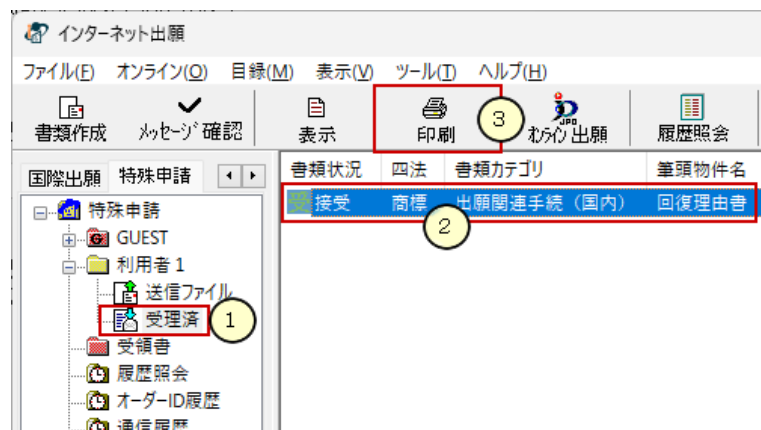 インターネット出願
ファイル(F) オンライン(O) 目録(M) 表示(V) ツール(T) ヘルプ(H)
書類作成 メッセージ確認 表示 印刷 3 オンライン出願 履歴照会
国際出願 特殊申請
書類状況 四法 書類カテゴリ 筆頭物件名
受 接受 商標 出願関連手続（国内） 回復理由書
2
特殊申請
GUEST
利用者1
送信ファイル
受理済 1
受領書
履歴照会
オーダーID履歴
通信履歴